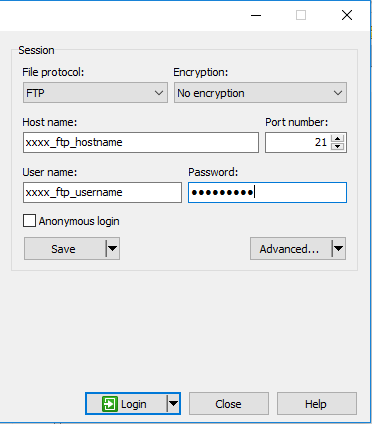 Session
File protocol: Encryption:
FTP No encryption
Host name: Port number:
xxxx_ftp_hostname 21
User name: Password:
xxxx_ftp_username ●●●●●●●●●
Anonymous login
Save Advanced...
Login Close Help